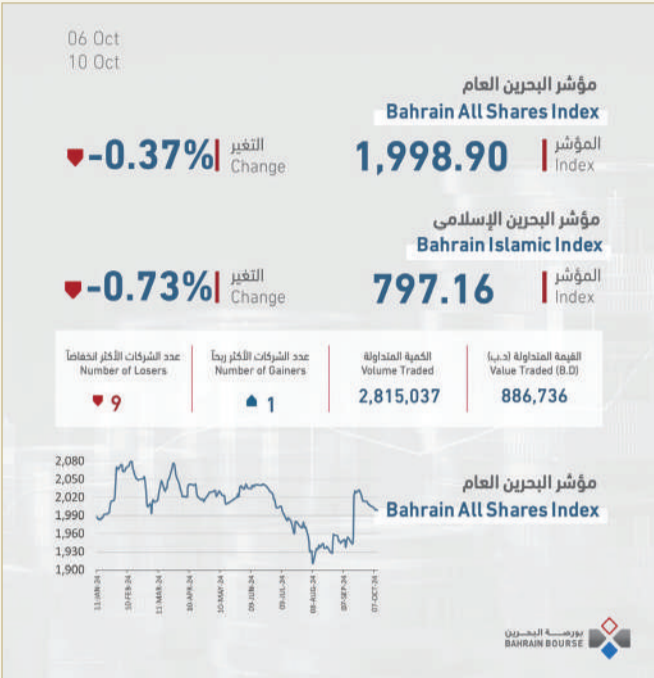 06 Oct
10 Oct
مؤشر البحرين العام
Bahrain All Shares Index
المؤشر
Index
1,998.90
التغير
Change
-0.37%
مؤشر البحرين الإسلامي
Bahrain Islamic Index
المؤشر
Index
797.16
التغير
Change
-0.73%
القيمة المتداولة (د.ب)
Value Traded (B.D)
886,736
الكمية المتداولة
Volume Traded
2,815,037
عدد الشركات الأكثر ربحاً
Number of Gainers
1
عدد الشركات الأكثر انخفاضاً
Number of Losers
9
مؤشر البحرين العام
Bahrain All Shares Index
2,080
2,050
2,020
1,990
1,960
1,930
1,900
11-JAN-24
10-FEB-24
11-MAR-24
10-APR-24
10-MAY-24
09-JUN-24
09-JUL-24
08-AUG-24
07-SEP-24
07-OCT-24
بورصة البحرين
BAHRAIN BOURSE